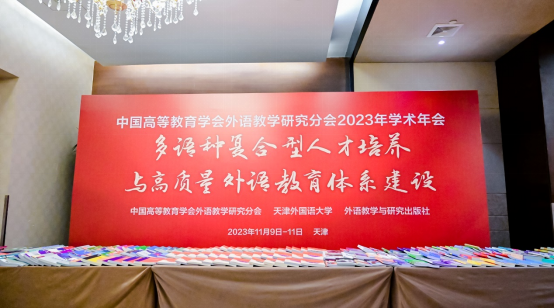 中国高等教育学会外语教学研究分会2023年学术年会
多语种复合型人才培养
与高质量外语教育体系建设
中国高等教育学会外语教学研究分会 天津外国语大学 外语教学与研究出版社
2023年11月9日-11日 天津